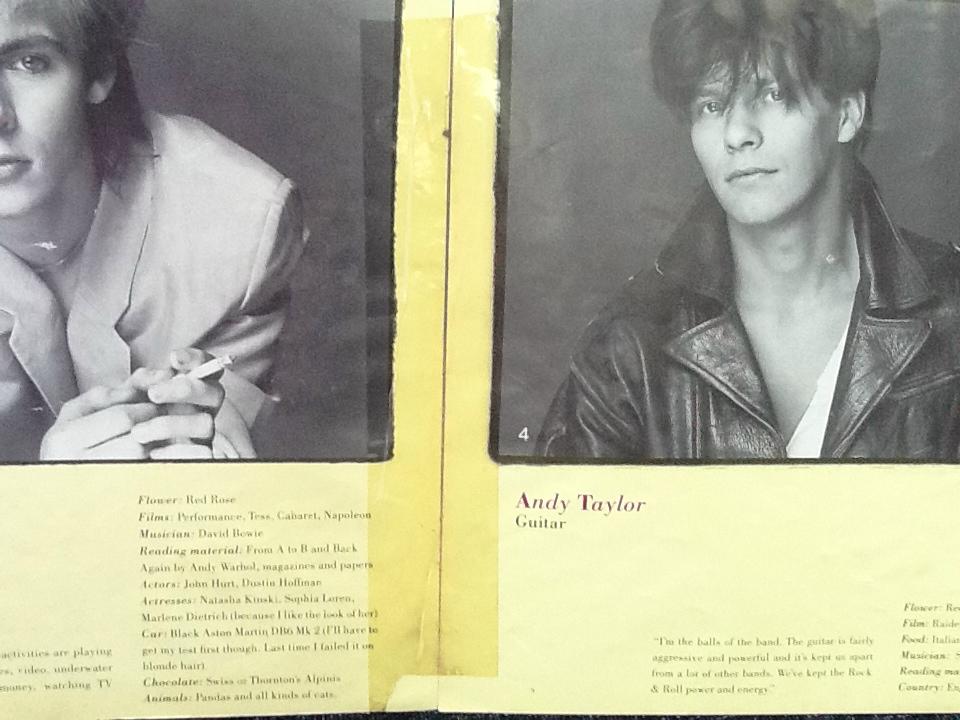 Flower: Red Rose
Films: Performance, Tess, Cabaret, Napoleon
Musician: David Bowie
Reading material: From A to B and Back
Again by Andy Warhol, magazines and papers
Actors: John Hurt, Dustin Hoffman
Actresses: Natasha Kinski, Sophia Loren,
Marlene Dietrich (because I like the look of her)
Car: Black Aston Martin DB6 Mk 2 (I'll have to
get my test first though. Last time I failed it on
blonde hair).
Chocolate: Swiss or Thornton's Alpinis
Animals: Pandas and all kinds of cats.
activities are playing
video, underwater
money, watching TV
4
Andy Taylor
Guitar
"I'm the balls of the band. The guitar is fairly
aggressive and powerful and it's kept us apart
from a lot of other bands. We've kept the Rock
& Roll power and energy."
Flower:
Film:
Food:
Musician: S
Reading
Country: